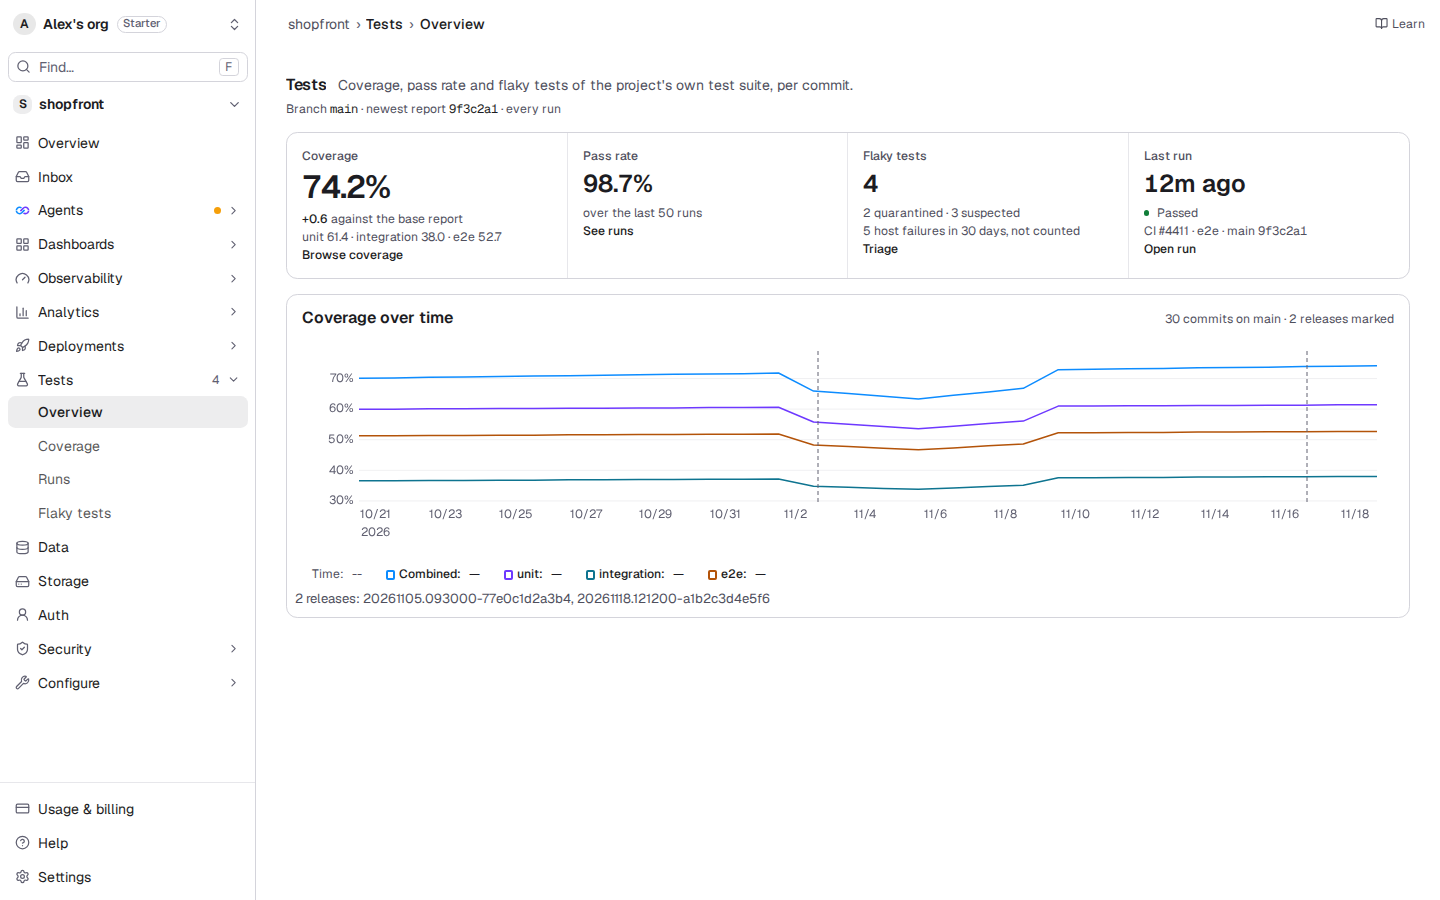 A Alex's org Starter
Find... F
S shopfront
Overview
Inbox
Agents
Dashboards
Observability
Analytics
Deployments
Tests 4
Overview
Coverage
Runs
Flaky tests
Data
Storage
Auth
Security
Configure
Usage & billing
Help
Settings
shopfront › Tests › Overview
Learn
Tests Coverage, pass rate and flaky tests of the project's own test suite, per commit.
Branch main · newest report 9f3c2a1 · every run
Coverage
74.2%
+0.6 against the base report
unit 61.4 · integration 38.0 · e2e 52.7
Browse coverage
Pass rate
98.7%
over the last 50 runs
See runs
Flaky tests
4
2 quarantined · 3 suspected
5 host failures in 30 days, not counted
Triage
Last run
12m ago
Passed
CI #4411 · e2e · main 9f3c2a1
Open run
Coverage over time
30 commits on main · 2 releases marked
70%
60%
50%
40%
30%
10/21 10/23 10/25 10/27 10/29 10/31 11/2 11/4 11/6 11/8 11/10 11/12 11/14 11/16 11/18
2026
Time: -- Combined: — unit: — integration: — e2e: —
2 releases: 20261105.093000-77e0c1d2a3b4, 20261118.121200-a1b2c3d4e5f6